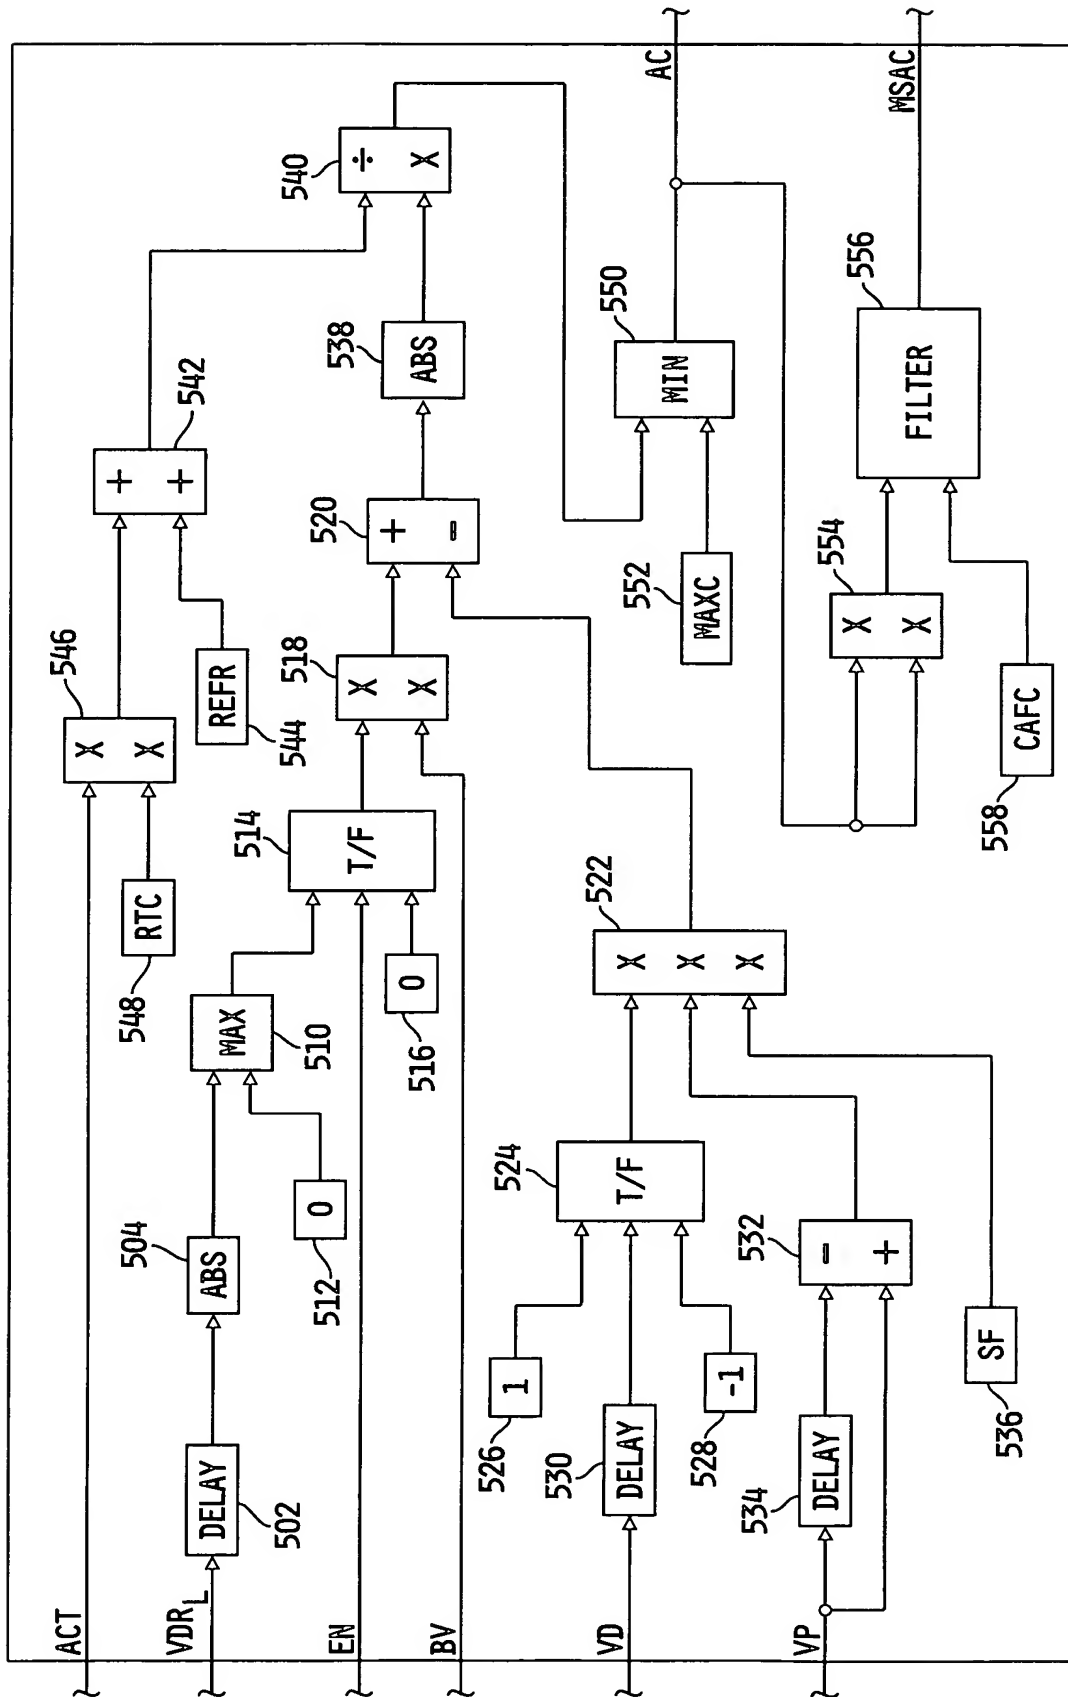 ACT
VDRL
EN
BV
VD
VP
DELAY
502
ABS
504
0
512
MAX
510
RTC
548
X
X
546
REFR
544
+
+
542
0
516
T/F
514
X
X
518
+
-
520
ABS
538
÷
X
540
1
526
DELAY
530
-1
528
T/F
524
DELAY
534
-
+
532
SF
536
X
X
X
522
MAXC
552
MIN
550
AC
X
X
554
CAFC
558
FILTER
556
MSAC